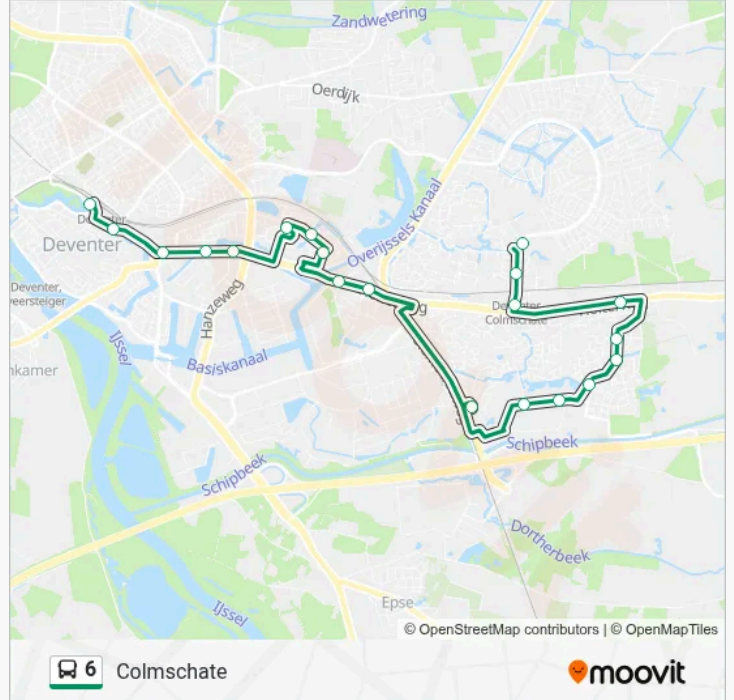 Zandwetering
Oerdijk
Overijssels Kanaal
Deventer
Deventer,
Hanzeweg
Colmschate
IJssel
Basiskanaal
Schipbeek
Schipbeek
Dortherbeek
Epse
IJssel
© OpenStreetMap contributors | © OpenMapTiles
6 Colmschate
moovit